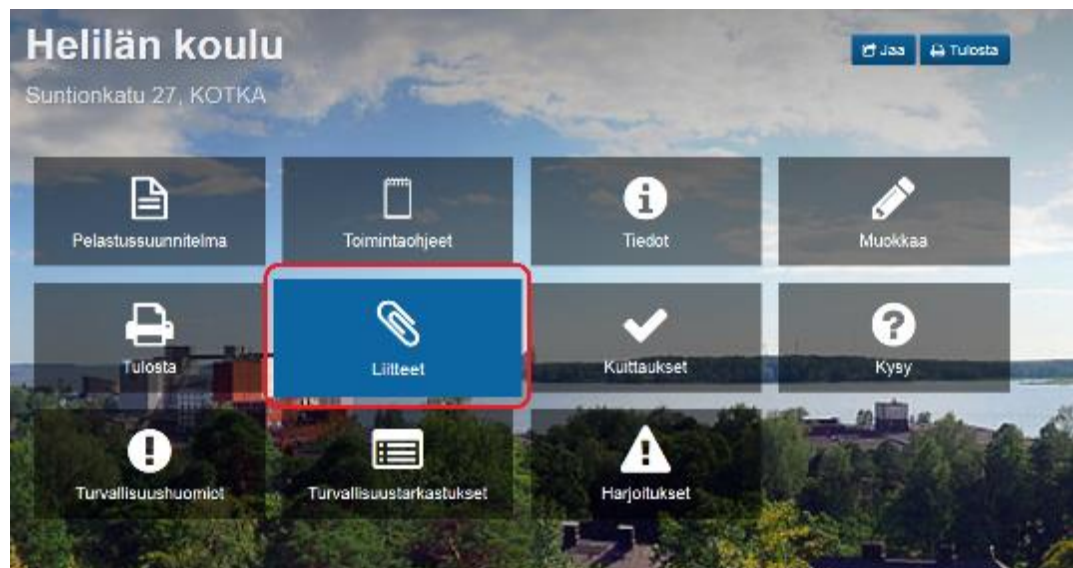 Helilän koulu
Jaa Tulosta
Suntionkatu 27, KOTKA
Pelastussuunnitelma Toimintaohjeet Tiedot Muokkaa
Tulosta Liitteet Kuittaukset Kysy
Turvallisuushuomiot Turvallisuustarkastukset Harjoitukset